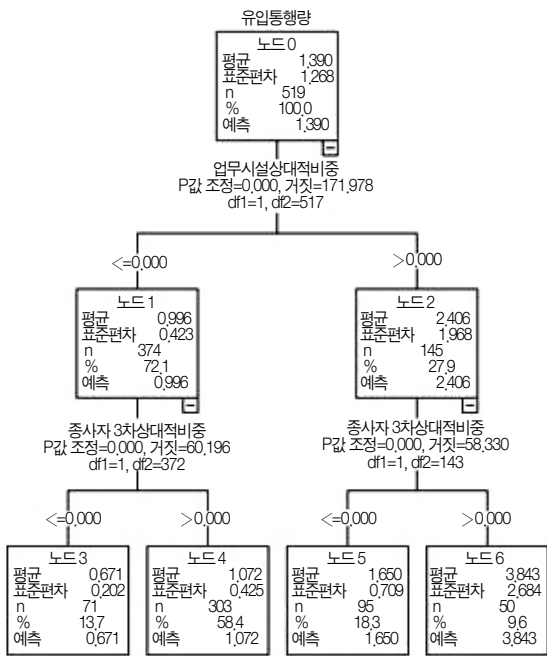 유입통행량
노드 0
평균 1.390
표준편차 1.268
n 519
% 100.0
예측 1.390
업무시설상대적비중
P값 조정=0.000, 거짓=171.978
df1=1, df2=517
<=0.000
>0.000
노드 1
평균 0.996
표준편차 0.423
n 374
% 72.1
예측 0.996
노드 2
평균 2.406
표준편차 1.968
n 145
% 27.9
예측 2.406
종사자 3차상대적비중
P값 조정=0.000, 거짓=60.196
df1=1, df2=372
종사자 3차상대적비중
P값 조정=0.000, 거짓=58.330
df1=1, df2=143
<=0.000
>0.000
<=0.000
>0.000
노드 3
평균 0.671
표준편차 0.202
n 71
% 13.7
예측 0.671
노드 4
평균 1.072
표준편차 0.425
n 303
% 58.4
예측 1.072
노드 5
평균 1.650
표준편차 0.709
n 95
% 18.3
예측 1.650
노드 6
평균 3.843
표준편차 2.684
n 50
% 9.6
예측 3.843